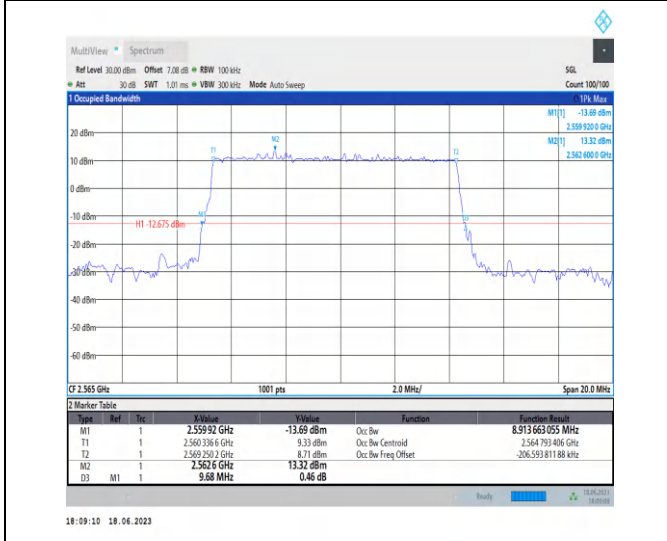 MultiView Spectrum
Ref Level 30.00 dBm Offset 7.08 dB RBW 100 kHz SGL
Att 30 dB SWT 1.01 ms VBW 300 kHz Mode Auto Sweep Count 100/100
1 Occupied Bandwidth 1Pk Max
M1[1] -13.69 dBm
2.559 920 0 GHz
M2[1] 13.32 dBm
2.562 600 0 GHz
20 dBm
T1 M2 T2
10 dBm
0 dBm
-10 dBm
M1
H1 -12.675 dBm
-20 dBm
-30 dBm
-40 dBm
-50 dBm
-60 dBm
CF 2.565 GHz 1001 pts 2.0 MHz/ Span 20.0 MHz
2 Marker Table
Type Ref Trc X-Value Y-Value Function Function Result
M1 1 2.559 92 GHz -13.69 dBm Occ Bw 8.913 663 055 MHz
T1 1 2.560 336 6 GHz 9.33 dBm Occ Bw Centroid 2.564 793 406 GHz
T2 1 2.569 250 2 GHz 8.71 dBm Occ Bw Freq Offset -206.593 811 88 kHz
M2 1 2.562 6 GHz 13.32 dBm
D3 M1 1 9.68 MHz 0.46 dB
Ready 18.06.2023
18:09:10 18.06.2023